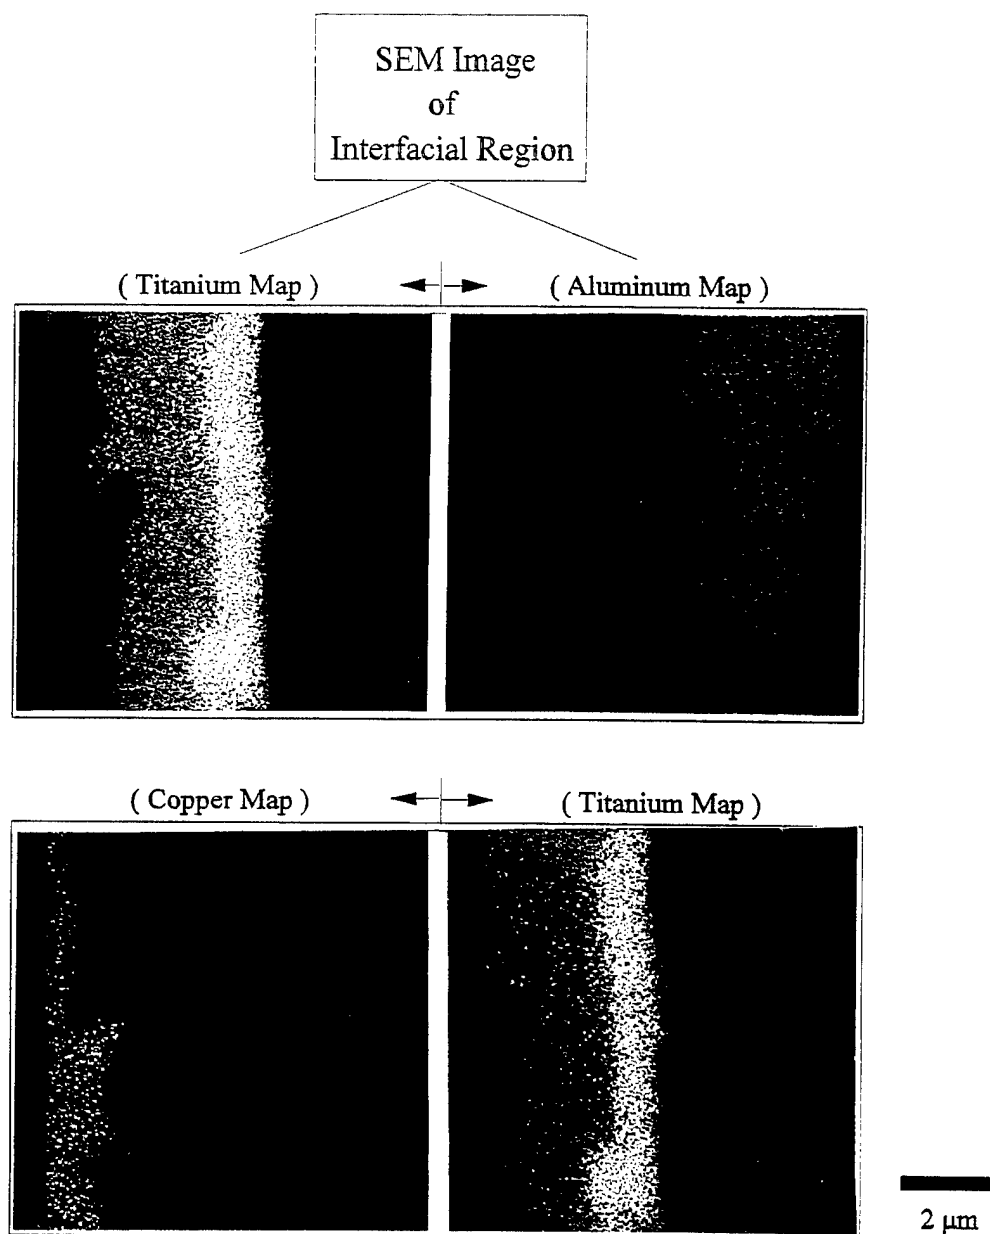 SEM Image
of
Interfacial Region
( Titanium Map )
( Aluminum Map )
( Copper Map )
( Titanium Map )
2 μm